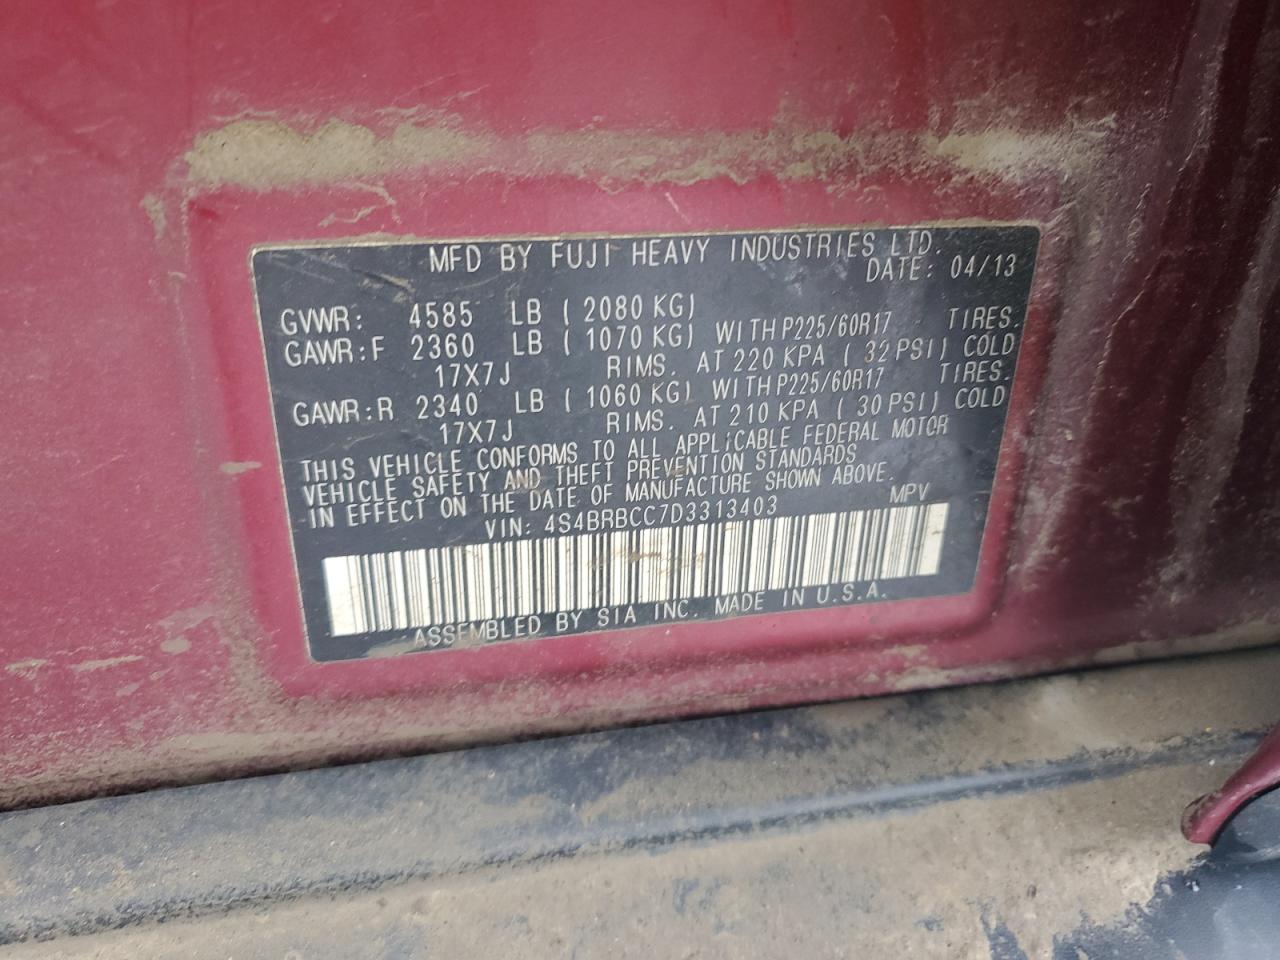 MFD BY FUJI HEAVY INDUSTRIES LTD.
DATE: 04/13
GVWR: 4585 LB ( 2080 KG)
GAWR:F 2360 LB ( 1070 KG) WITH P225/60R17 TIRES.
17X7J RIMS. AT 220 KPA ( 32 PSI) COLD
GAWR:R 2340 LB ( 1060 KG) WITH P225/60R17 TIRES.
17X7J RIMS. AT 210 KPA ( 30 PSI) COLD
THIS VEHICLE CONFORMS TO ALL APPLICABLE FEDERAL MOTOR
VEHICLE SAFETY AND THEFT PREVENTION STANDARDS
IN EFFECT ON THE DATE OF MANUFACTURE SHOWN ABOVE.
VIN: 4S4BRBCC7D3313403 MPV
ASSEMBLED BY SIA INC. MADE IN U.S.A.